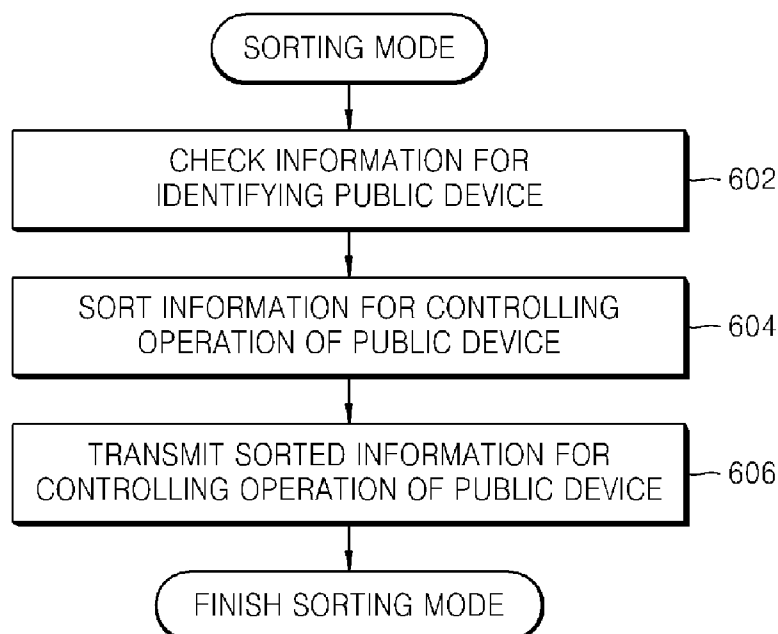 SORTING MODE
CHECK INFORMATION FOR
IDENTIFYING PUBLIC DEVICE
602
SORT INFORMATION FOR CONTROLLING
OPERATION OF PUBLIC DEVICE
604
TRANSMIT SORTED INFORMATION FOR
CONTROLLING OPERATION OF PUBLIC DEVICE
606
FINISH SORTING MODE